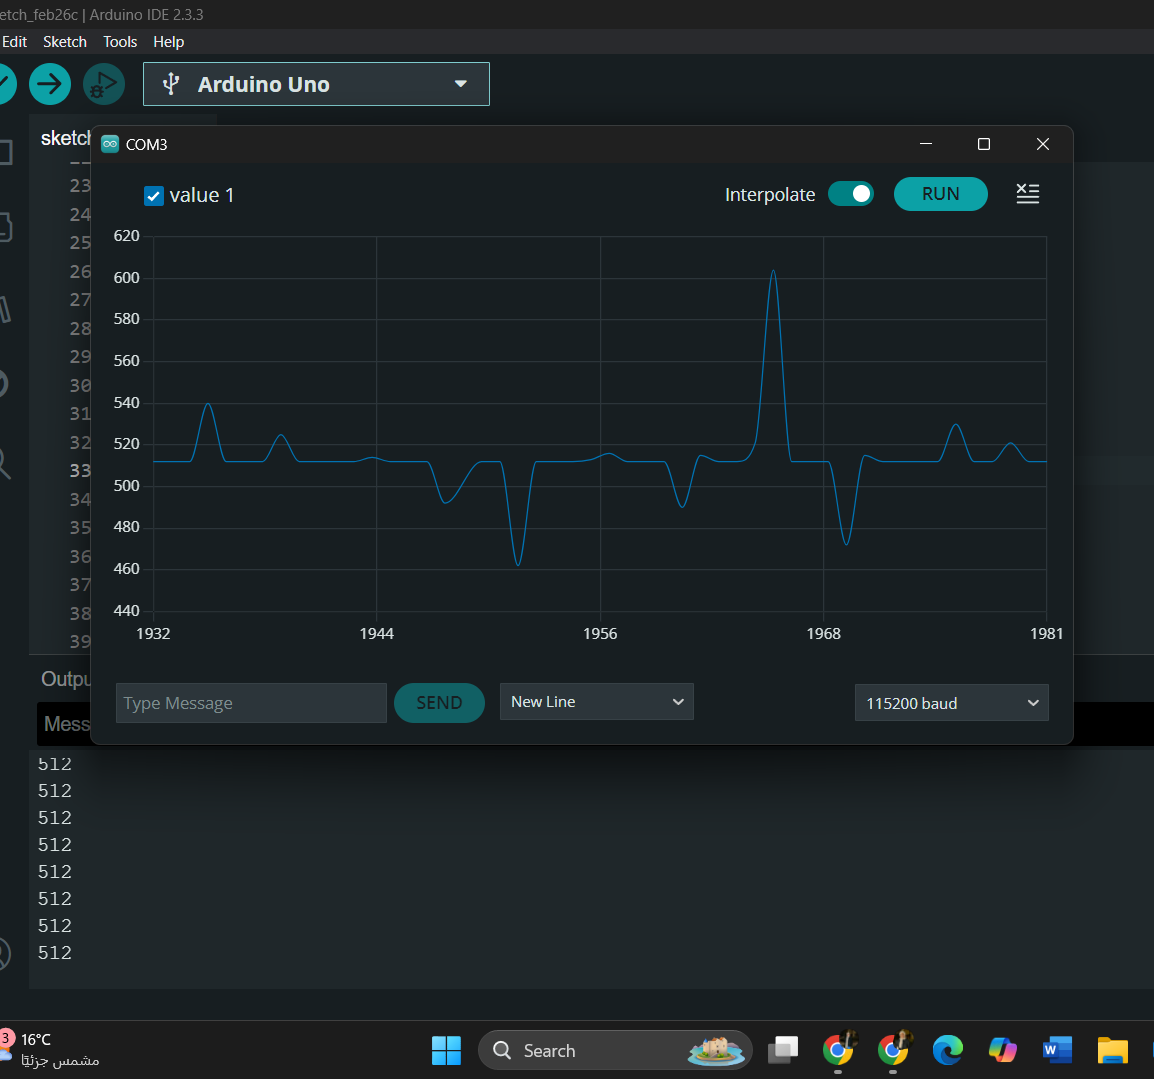 etch_feb26c | Arduino IDE 2.3.3
Edit Sketch Tools Help
Arduino Uno
sketch
COM3
value 1
Interpolate
RUN
23
24
25
26
27
28
29
30
31
32
33
34
35
36
37
38
39
620
600
580
560
540
520
500
480
460
440
1932 1944 1956 1968 1981
Type Message
SEND
New Line
115200 baud
Outpu
Mess
512
512
512
512
512
512
512
512
3
16°C
مشمس جزئيًا
Search
W